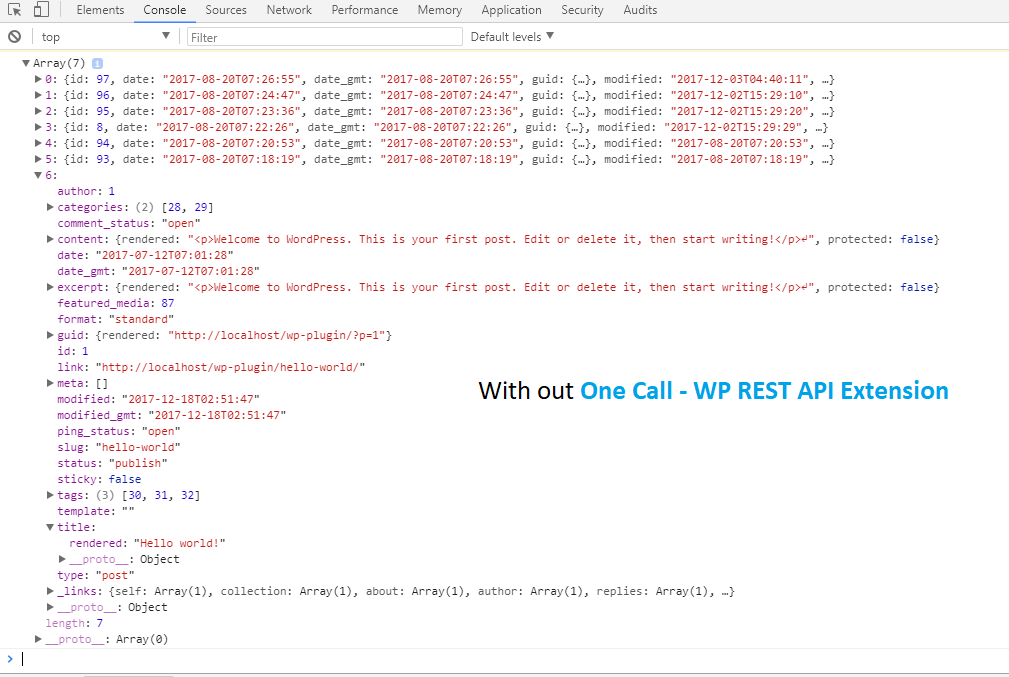 Elements Console Sources Network Performance Memory Application Security Audits
top Filter Default levels
Array(7) i
0: {id: 97, date: "2017-08-20T07:26:55", date_gmt: "2017-08-20T07:26:55", guid: {…}, modified: "2017-12-03T04:40:11", …}
1: {id: 96, date: "2017-08-20T07:24:47", date_gmt: "2017-08-20T07:24:47", guid: {…}, modified: "2017-12-02T15:29:10", …}
2: {id: 95, date: "2017-08-20T07:23:36", date_gmt: "2017-08-20T07:23:36", guid: {…}, modified: "2017-12-02T15:29:20", …}
3: {id: 8, date: "2017-08-20T07:22:26", date_gmt: "2017-08-20T07:22:26", guid: {…}, modified: "2017-12-02T15:29:29", …}
4: {id: 94, date: "2017-08-20T07:20:53", date_gmt: "2017-08-20T07:20:53", guid: {…}, modified: "2017-08-20T07:20:53", …}
5: {id: 93, date: "2017-08-20T07:18:19", date_gmt: "2017-08-20T07:18:19", guid: {…}, modified: "2017-08-20T07:18:19", …}
6:
author: 1
categories: (2) [28, 29]
comment_status: "open"
content: {rendered: "<p>Welcome to WordPress. This is your first post. Edit or delete it, then start writing!</p>↵", protected: false}
date: "2017-07-12T07:01:28"
date_gmt: "2017-07-12T07:01:28"
excerpt: {rendered: "<p>Welcome to WordPress. This is your first post. Edit or delete it, then start writing!</p>↵", protected: false}
featured_media: 87
format: "standard"
guid: {rendered: "http://localhost/wp-plugin/?p=1"}
id: 1
link: "http://localhost/wp-plugin/hello-world/"
meta: []
With out One Call - WP REST API Extension
modified: "2017-12-18T02:51:47"
modified_gmt: "2017-12-18T02:51:47"
ping_status: "open"
slug: "hello-world"
status: "publish"
sticky: false
tags: (3) [30, 31, 32]
template: ""
title:
rendered: "Hello world!"
__proto__: Object
type: "post"
_links: {self: Array(1), collection: Array(1), about: Array(1), author: Array(1), replies: Array(1), …}
__proto__: Object
length: 7
__proto__: Array(0)